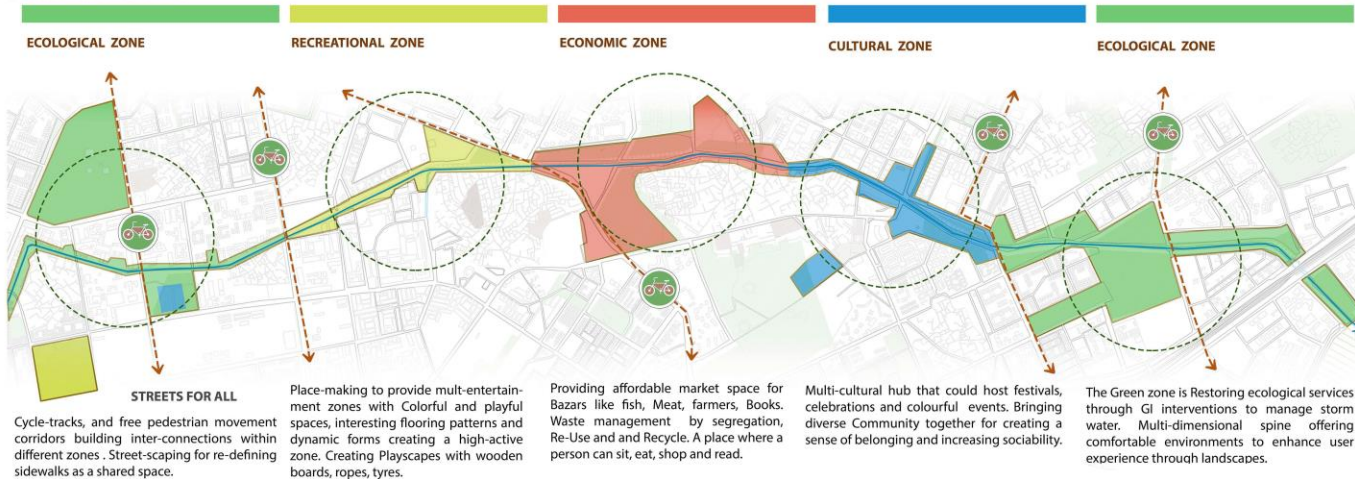 ECOLOGICAL ZONE
RECREATIONAL ZONE
ECONOMIC ZONE
CULTURAL ZONE
ECOLOGICAL ZONE
STREETS FOR ALL
Cycle-tracks, and free pedestrian movement
corridors building inter-connections within
different zones . Street-scaping for re-defining
sidewalks as a shared space.
Place-making to provide mult-entertain-
ment zones with Colorful and playful
spaces, interesting flooring patterns and
dynamic forms creating a high-active
zone. Creating Playscapes with wooden
boards, ropes, tyres.
Providing affordable market space for
Bazars like fish, Meat, farmers, Books.
Waste management by segregation,
Re-Use and and Recycle. A place where a
person can sit, eat, shop and read.
Multi-cultural hub that could host festivals,
celebrations and colourful events. Bringing
diverse Community together for creating a
sense of belonging and increasing sociability.
The Green zone is Restoring ecological services
through GI interventions to manage storm
water. Multi-dimensional spine offering
comfortable environments to enhance user
experience through landscapes.